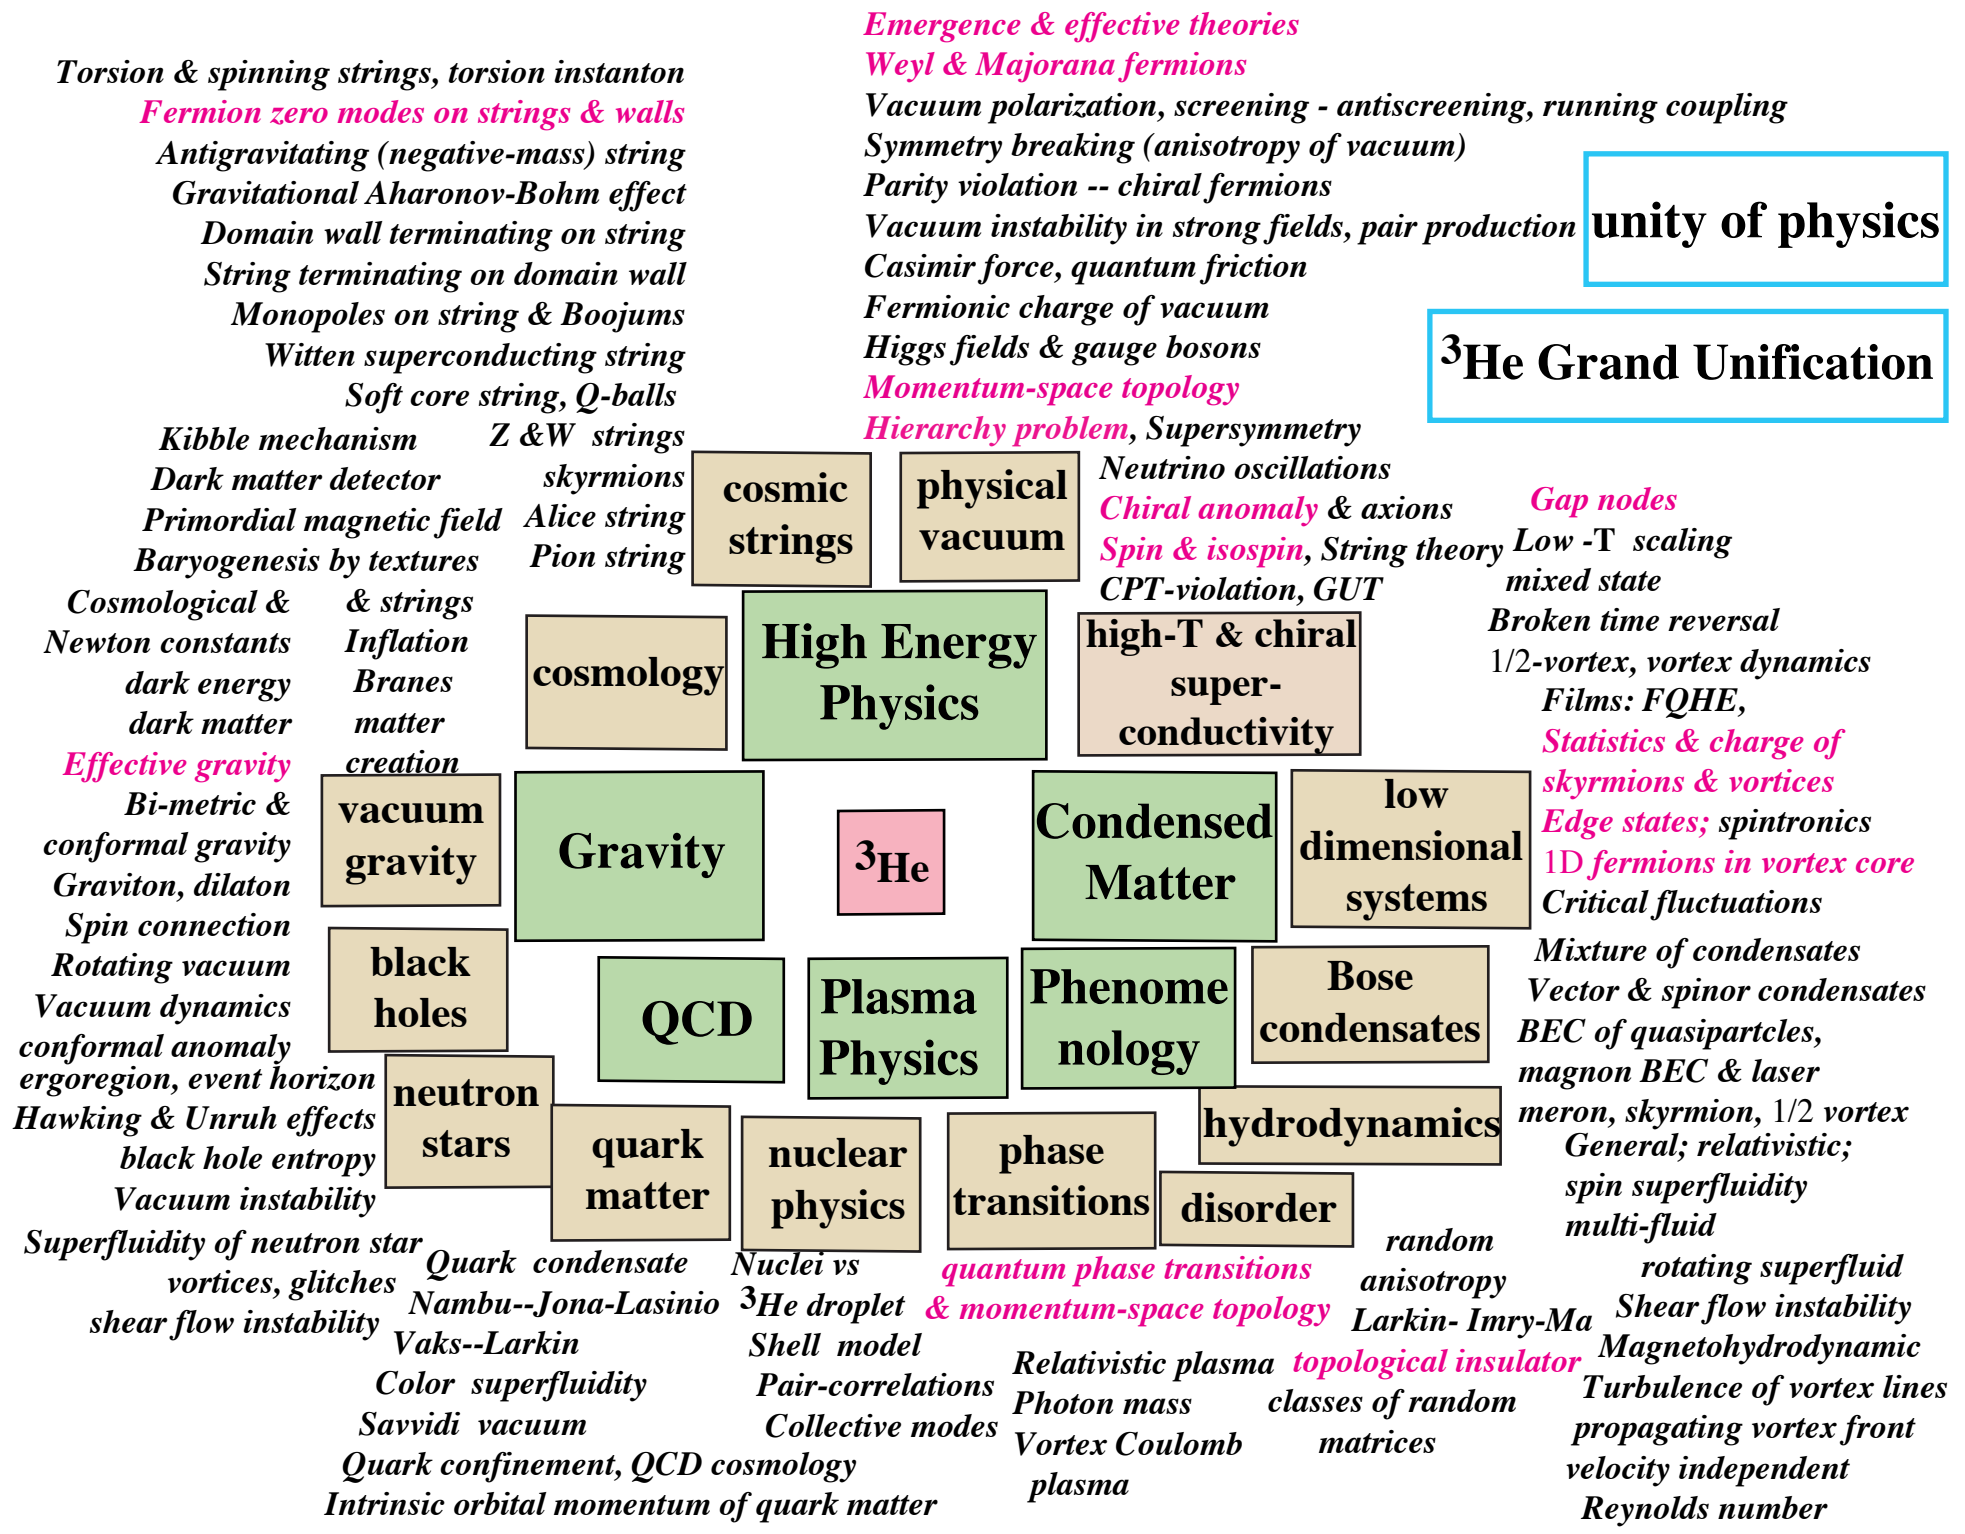 Emergence & effective theories
Weyl & Majorana fermions
Vacuum polarization, screening - antiscreening, running coupling
Symmetry breaking (anisotropy of vacuum)
Parity violation -- chiral fermions
Vacuum instability in strong fields, pair production
Casimir force, quantum friction
Fermionic charge of vacuum
Higgs fields & gauge bosons
Momentum-space topology
Hierarchy problem, Supersymmetry
Neutrino oscillations
Chiral anomaly & axions
Spin & isospin, String theory
CPT-violation, GUT
unity of physics
³He Grand Unification
Torsion & spinning strings, torsion instanton
Fermion zero modes on strings & walls
Antigravitating (negative-mass) string
Gravitational Aharonov-Bohm effect
Domain wall terminating on string
String terminating on domain wall
Monopoles on string & Boojums
Witten superconducting string
Soft core string, Q-balls
Z &W strings
skyrmions
Alice string
Pion string
Kibble mechanism
Dark matter detector
Primordial magnetic field
Baryogenesis by textures
& strings
Inflation
Branes
matter
creation
Cosmological &
Newton constants
dark energy
dark matter
Effective gravity
Bi-metric &
conformal gravity
Graviton, dilaton
Spin connection
Rotating vacuum
Vacuum dynamics
conformal anomaly
ergoregion, event horizon
Hawking & Unruh effects
black hole entropy
Vacuum instability
Superfluidity of neutron star
vortices, glitches
shear flow instability
cosmic
strings
physical
vacuum
cosmology
High Energy
Physics
high-T & chiral
super-
conductivity
vacuum
gravity
Gravity
³He
Condensed
Matter
low
dimensional
systems
black
holes
QCD
Plasma
Physics
Phenome
nology
Bose
condensates
neutron
stars
quark
matter
nuclear
physics
phase
transitions
hydrodynamics
disorder
Gap nodes
Low -T scaling
mixed state
Broken time reversal
1/2-vortex, vortex dynamics
Films: FQHE,
Statistics & charge of
skyrmions & vortices
Edge states; spintronics
1D fermions in vortex core
Critical fluctuations
Mixture of condensates
Vector & spinor condensates
BEC of quasipartcles,
magnon BEC & laser
meron, skyrmion, 1/2 vortex
General; relativistic;
spin superfluidity
multi-fluid
rotating superfluid
Shear flow instability
Magnetohydrodynamic
Turbulence of vortex lines
propagating vortex front
velocity independent
Reynolds number
Quark condensate
Nambu--Jona-Lasinio
Vaks--Larkin
Color superfluidity
Savvidi vacuum
Quark confinement, QCD cosmology
Intrinsic orbital momentum of quark matter
Nuclei vs
³He droplet
Shell model
Pair-correlations
Collective modes
quantum phase transitions
& momentum-space topology
Relativistic plasma
Photon mass
Vortex Coulomb
plasma
random
anisotropy
Larkin- Imry-Ma
topological insulator
classes of random
matrices